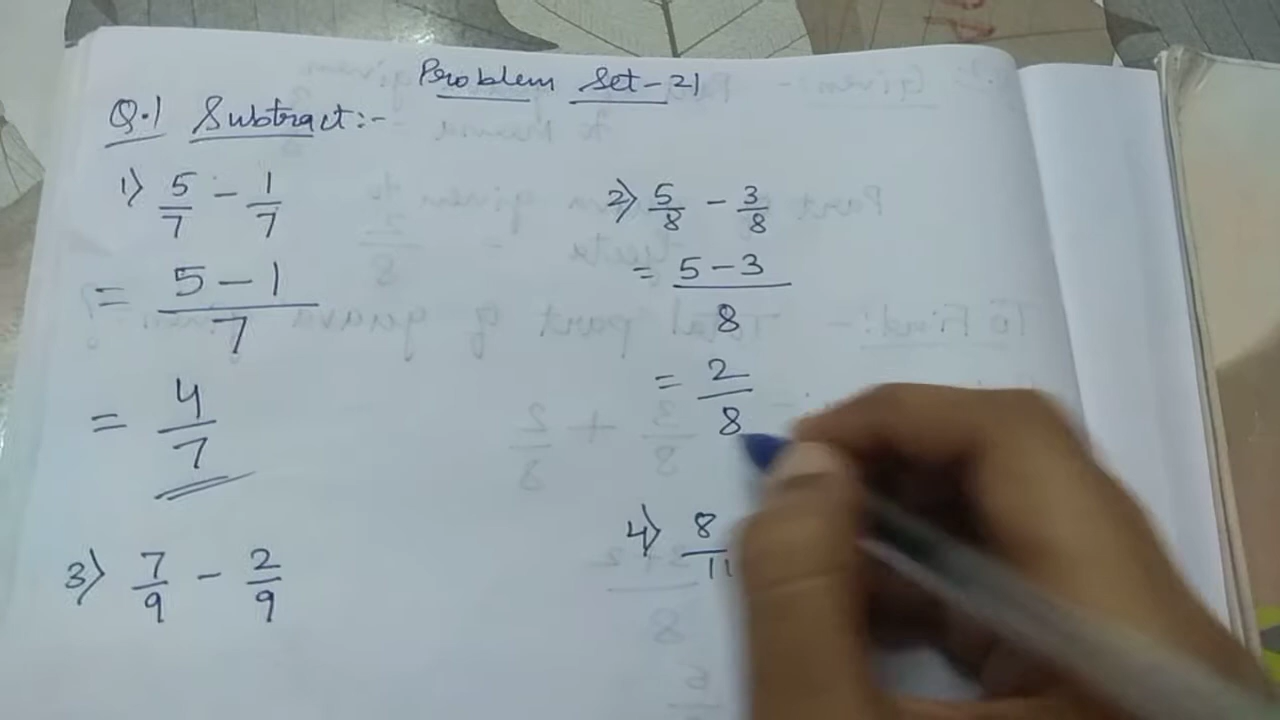 Problem Set-21
Q.1 Subtract:-
1) 5/7 - 1/7
= 5-1/7
= 4/7
2) 5/8 - 3/8
= 5-3/8
= 2/8
3) 7/9 - 2/9
4) 8/11